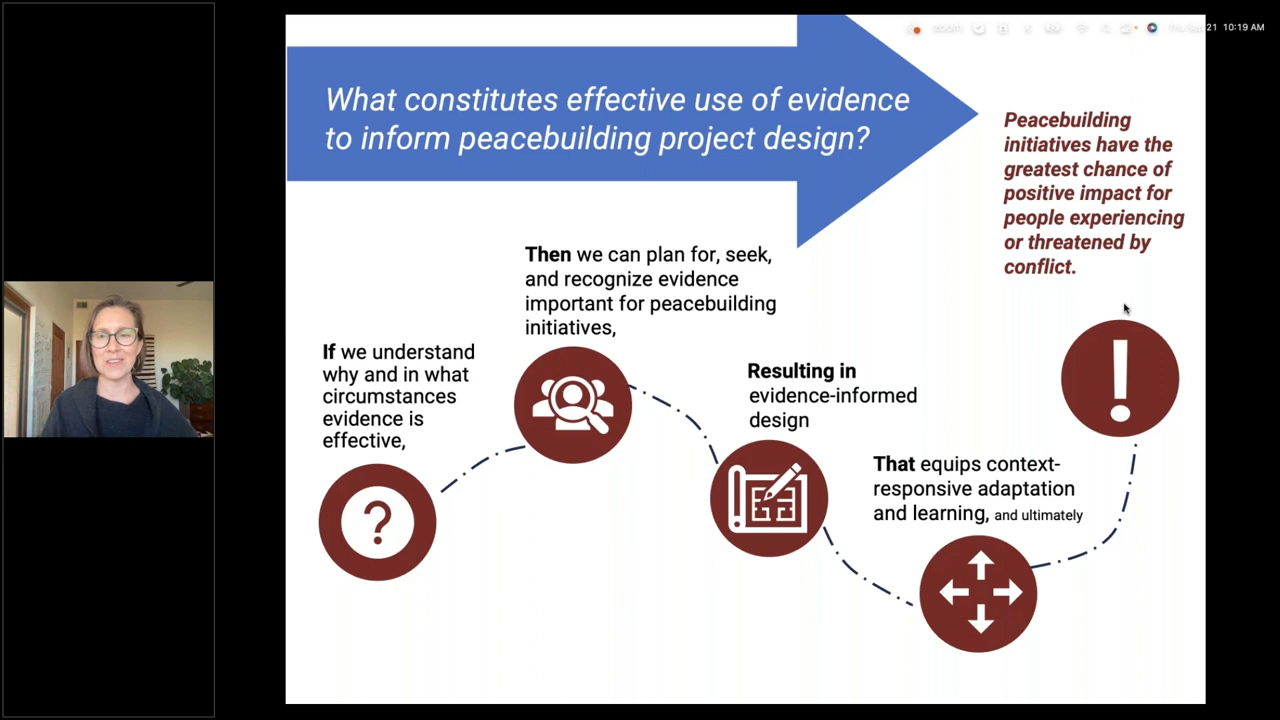 zoom
21 10:19 AM
What constitutes effective use of evidence
to inform peacebuilding project design?
Peacebuilding
initiatives have the
greatest chance of
positive impact for
people experiencing
or threatened by
conflict.
Then we can plan for, seek,
and recognize evidence
important for peacebuilding
initiatives,
If we understand
why and in what
circumstances
evidence is
effective,
?
Resulting in
evidence-informed
design
!
That equips context-
responsive adaptation
and learning, and ultimately